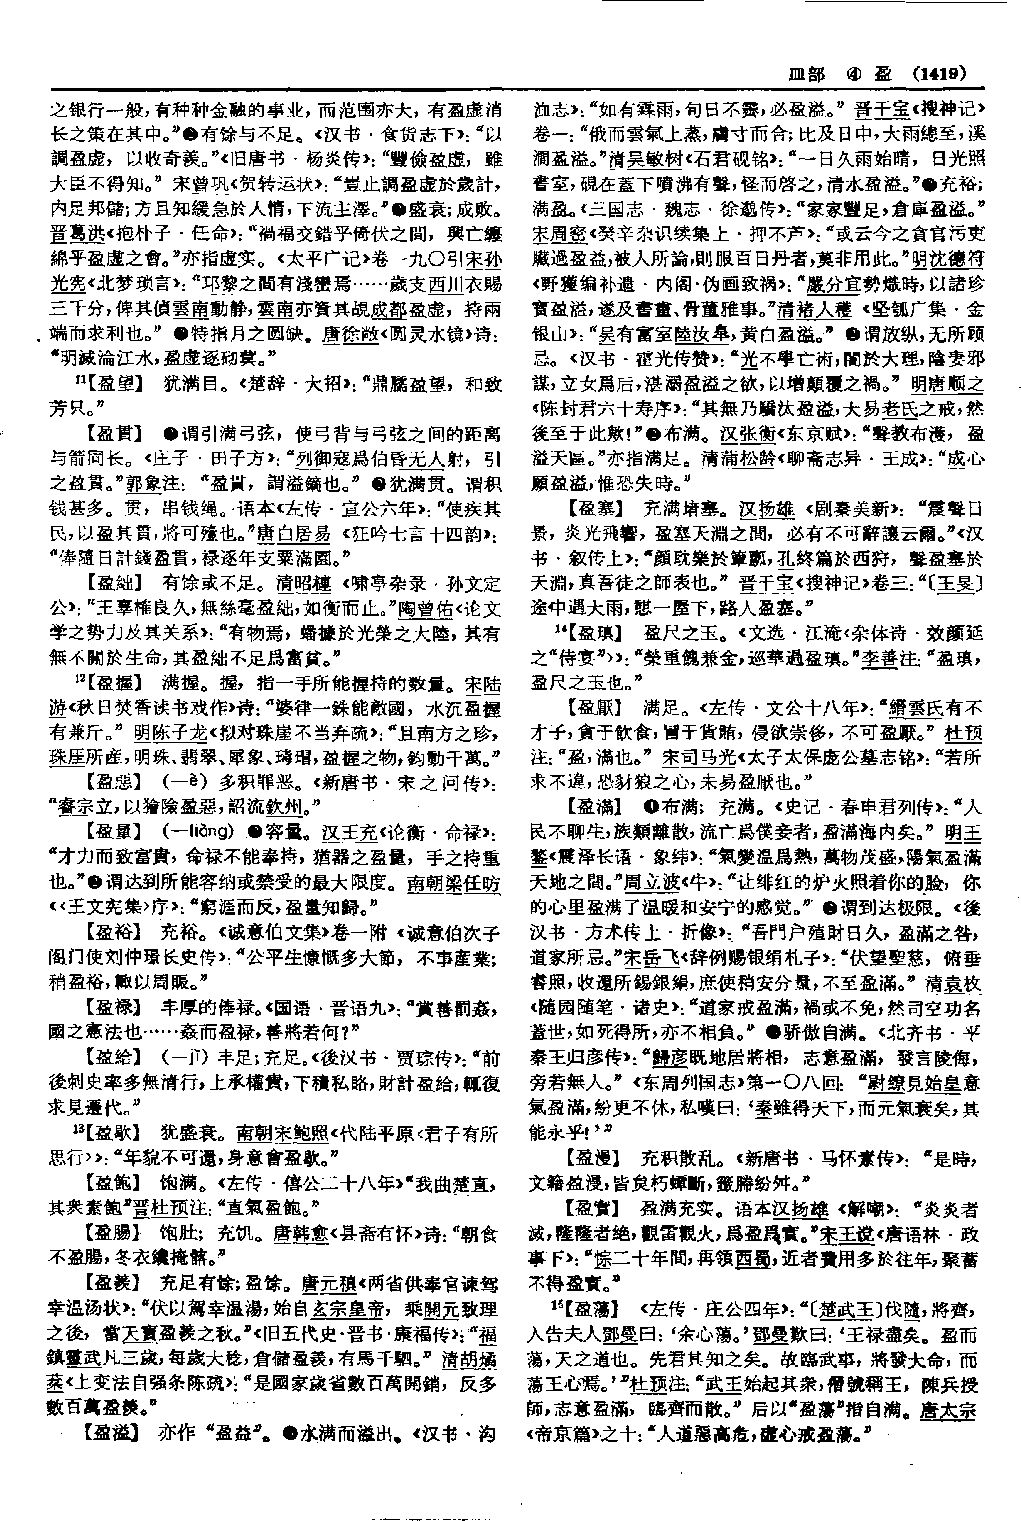 皿部 ④ 盈 (1419)
之银行一般，有种种金融的事业，而范围亦大，有盈虚消
长之策在其中。”❷有馀与不足。《汉书·食货志下》：“以
調盈虚，以收奇羨。”《旧唐书·杨炎传》：“豐儉盈虚，雖
大臣不得知。”宋曾巩《贺转运状》：“豈止調盈虚於歲計，
内足邦儲；方且知緩急於人情，下流主澤。”❸盛衰；成败。
晋葛洪《抱朴子·任命》：“禍福交錯乎倚伏之間，興亡纏
綿乎盈虚之會。”亦指虚实。《太平广记》卷一九〇引宋孙
光宪《北梦琐言》：“邛黎之間有淺蠻焉……歲支西川衣賜
三千分，俾其偵雲南動静，雲南亦資其覘成都盈虚，持兩
端而求利也。”❹特指月之圆缺。唐徐敞《圆灵水镜》诗：
“明滅淪江水，盈虚逐砌蓂。”
¹¹【盈望】 犹满目。《楚辞·大招》：“鼎臑盈望，和致
芳只。”
【盈貫】 ❶谓引满弓弦，使弓背与弓弦之间的距离
与箭同长。《庄子·田子方》：“列御寇爲伯昏无人射，引
之盈貫。”郭象注：“盈貫，謂溢鏑也。”❷犹满贯。谓积
钱甚多。贯，串钱绳。语本《左传·宣公六年》：“使疾其
民，以盈其貫，將可殪也。”唐白居易《狂吟七言十四韵》：
“俸隨日計錢盈貫，禄逐年支粟滿囷。”
【盈絀】 有馀或不足。清昭槤《啸亭杂录·孙文定
公》：“王享榷良久，無絲毫盈絀，如衡而止。”陶曾佑《论文
学之势力及其关系》：“有物焉，蟠據於光榮之大陸，其有
無不關於生命，其盈絀不足爲富貧。”
¹²【盈握】 满握。握，指一手所能握持的数量。宋陆
游《秋日焚香读书戏作》诗：“婆律一銖能敵國，水沉盈握
有兼斤。”明陈子龙《拟对珠崖不当弃疏》：“且南方之珍，
珠厓所産，明珠、翡翠、犀象、瑇瑁，盈握之物，鈞動千萬。”
【盈惡】 （—è）多积罪恶。《新唐书·宋之问传》：
“睿宗立，以獪險盈惡，詔流欽州。”
【盈量】 （—liàng）❶容量。汉王充《论衡·命禄》：
“才力而致富貴，命禄不能奉持，猶器之盈量，手之持重
也。”❷谓达到所能容纳或禁受的最大限度。南朝梁任昉
《〈王文宪集〉序》：“窮涯而反，盈量知歸。”
【盈裕】 充裕。《诚意伯文集》卷一附《诚意伯次子
阁门使刘仲璟长史传》：“公平生慷慨多大節，不事産業；
稍盈裕，輒以周賑。”
【盈禄】 丰厚的俸禄。《国语·晋语九》：“賞善罰姦，
國之憲法也……姦而盈禄，善將若何？”
【盈给】 （—jǐ）丰足；充足。《後汉书·贾琮传》：“前
後刺史率多無清行，上承權貴，下積私賂，財計盈給，輒復
求見遷代。”
¹³【盈歇】 犹盛衰。南朝宋鲍照《代陆平原〈君子有所
思行〉》：“年貌不可還，身意會盈歇。”
【盈飽】 饱满。《左传·僖公二十八年》“我曲楚直，
其衆素飽”晋杜预注：“直氣盈飽。”
【盈腸】 饱肚；充饥。唐韩愈《县斋有怀》诗：“朝食
不盈腸，冬衣纔掩骼。”
【盈羨】 充足有馀；盈馀。唐元稹《两省供奉官谏驾
幸温汤状》：“伏以駕幸温湯，始自玄宗皇帝，乘開元致理
之後，當天寶盈羨之秋。”《旧五代史·晋书·康福传》：“福
鎮靈武凡三歲，每歲大稔，倉儲盈羨，有馬千駟。”清胡燏
棻《上变法自强条陈疏》：“是國家歲省數百萬開銷，反多
數百萬盈羨。”
【盈溢】 亦作“盈益”。❶水满而溢出。《汉书·沟
洫志》：“如有霖雨，旬日不霽，必盈溢。”晋干宝《搜神记》
卷一：“俄而雲氣上蒸，膚寸而合；比及日中，大雨總至，溪
澗盈溢。”清吴敏树《石君砚铭》：“一日久雨始晴，日光照
書室，硯在蓋下噴沸有聲，怪而啓之，清水盈溢。”❷充裕；
满盈。《三国志·魏志·徐邈传》：“家家豐足，倉庫盈溢。”
宋周密《癸辛杂识续集上·押不芦》：“或云今之貪官污吏
贓過盈益，被人所論，則服百日丹者，莫非用此。”明沈德符
《野獲编补遗·内阁·伪画致祸》：“嚴分宜勢熾時，以諸珍
寶盈溢，遂及書畫、骨董雅事。”清褚人穫《坚瓠广集·金
银山》：“吴有富室陸汝皋，黄白盈溢。”❸谓放纵，无所顾
忌。《汉书·霍光传赞》：“光不學亡術，闇於大理，陰妻邪
謀，立女爲后，湛溺盈溢之欲，以增顛覆之禍。”明唐顺之
《陈封君六十寿序》：“其無乃驕汰盈溢，大易老氏之戒，然
後至于此歟！”❹布满。汉张衡《东京赋》：“聲教布濩，盈
溢天區。”亦指满足。清蒲松龄《聊斋志异·王成》：“成心
願盈溢，惟恐失時。”
【盈塞】 充满堵塞。汉扬雄《剧秦美新》：“震聲日
景，炎光飛響，盈塞天淵之間，必有不可辭讓云爾。”《汉
书·叙传上》：“顔耽樂於簞瓢，孔終篇於西狩，聲盈塞於
天淵，真吾徒之師表也。”晋干宝《搜神记》卷三：“〔王旻〕
途中遇大雨，憩一屋下，路人盈塞。”
¹⁴【盈瑱】 盈尺之玉。《文选·江淹〈杂体诗·效颜延
之“侍宴”〉》：“榮重餽兼金，巡華過盈瑱。”李善注：“盈瑱，
盈尺之玉也。”
【盈厭】 满足。《左传·文公十八年》：“縉雲氏有不
才子，貪于飲食，冒于貨賄，侵欲崇侈，不可盈厭。”杜预
注：“盈，滿也。”宋司马光《太子太保庞公墓志铭》：“若所
求不違，恐豺狼之心，未易盈厭也。”
【盈滿】 ❶布满；充满。《史记·春申君列传》：“人
民不聊生，族類離散，流亡爲僕妾者，盈滿海内矣。”明王
鏊《震泽长语·象纬》：“氣變温爲熱，萬物茂盛，陽氣盈滿
天地之間。”周立波《牛》：“让绯红的炉火照着你的脸，你
的心里盈满了温暖和安宁的感觉。”❷谓到达极限。《後
汉书·方术传上·折像》：“吾門户殖財日久，盈滿之咎，
道家所忌。”宋岳飞《辞例赐银绢札子》：“伏望聖慈，俯垂
睿照，收還所錫銀絹，庶使稍安分量，不至盈滿。”清袁枚
《随园随笔·诸史》：“道家戒盈滿，禍或不免，然司空功名
蓋世，如死得所，亦不相負。”❸骄傲自满。《北齐书·平
秦王归彦传》：“歸彦既地居將相，志意盈滿，發言陵侮，
旁若無人。”《东周列国志》第一〇八回：“尉缭見始皇意
氣盈滿，紛更不休，私嘆曰：‘秦雖得天下，而元氣衰矣，其
能永乎！’”
【盈漫】 充积散乱。《新唐书·马怀素传》：“是時，
文籍盈漫，皆炱朽蟫斷，籤縢紛舛。”
【盈實】 盈满充实。语本汉扬雄《解嘲》：“炎炎者
滅，隆隆者絶，觀雷觀火，爲盈爲實。”宋王谠《唐语林·政
事下》：“悰二十年間，再領西蜀，近者費用多於往年，聚蓄
不得盈實。”
¹⁵【盈蕩】 《左传·庄公四年》：“〔楚武王〕伐隨，將齊，
入告夫人鄧曼曰：‘余心蕩。’鄧曼歎曰：‘王禄盡矣。盈而
蕩，天之道也。先君其知之矣。故臨武事，將發大命，而
蕩王心焉。’”杜预注：“武王始起其衆，僭號稱王，陳兵授
師，志意盈滿，臨齊而散。”后以“盈蕩”指自满。唐太宗
《帝京篇》之十：“人道惡高危，虚心戒盈蕩。”